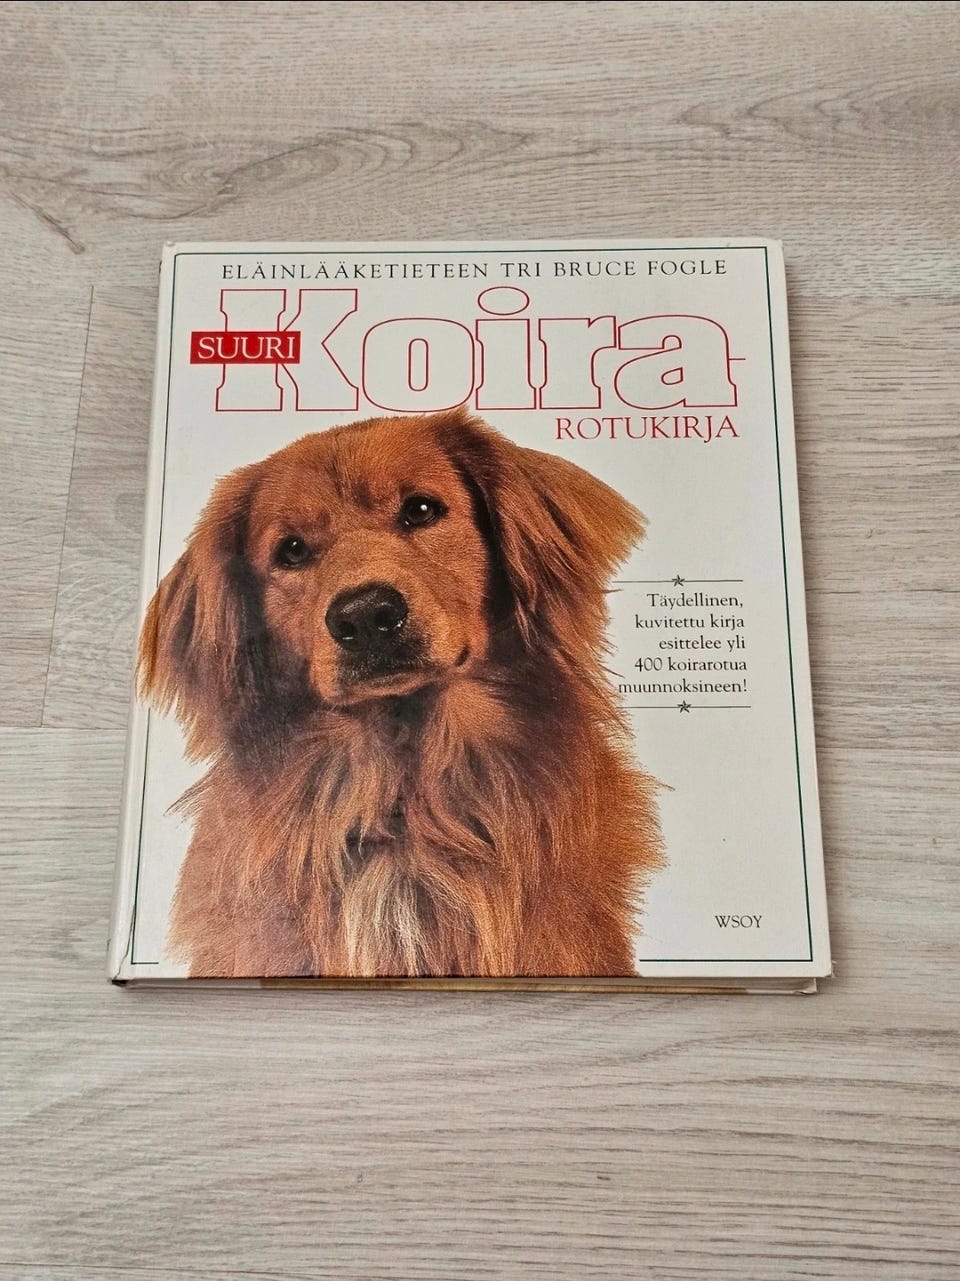 ELÄINLÄÄKETIETEEN TRI BRUCE FOGLE
SUURI
Koira-
ROTUKIRJA
Täydellinen,
kuvitettu kirja
esittelee yli
400 koirarotua
muunnoksineen!
WSOY